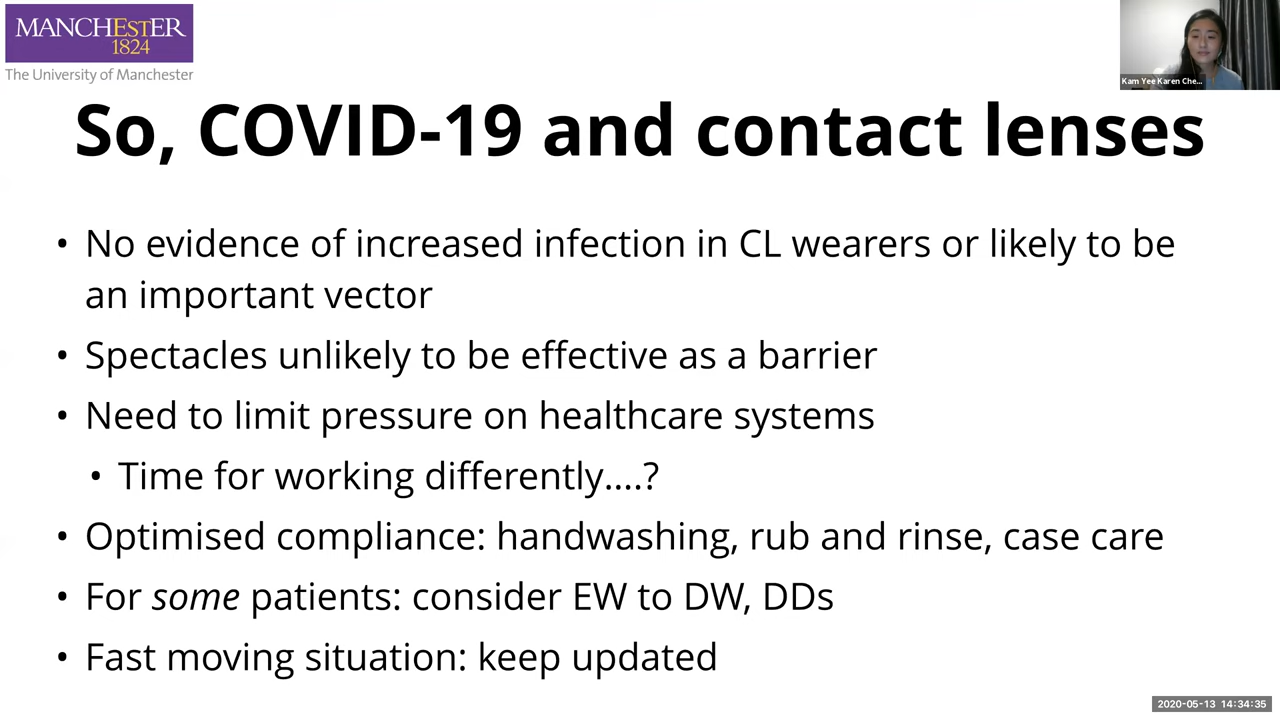 MANCHESTER
1824
The University of Manchester
Kam Yee Karen Che...
So, COVID-19 and contact lenses
• No evidence of increased infection in CL wearers or likely to be
an important vector
• Spectacles unlikely to be effective as a barrier
• Need to limit pressure on healthcare systems
• Time for working differently....?
• Optimised compliance: handwashing, rub and rinse, case care
• For some patients: consider EW to DW, DDs
• Fast moving situation: keep updated
2020-05-13 14:34:35